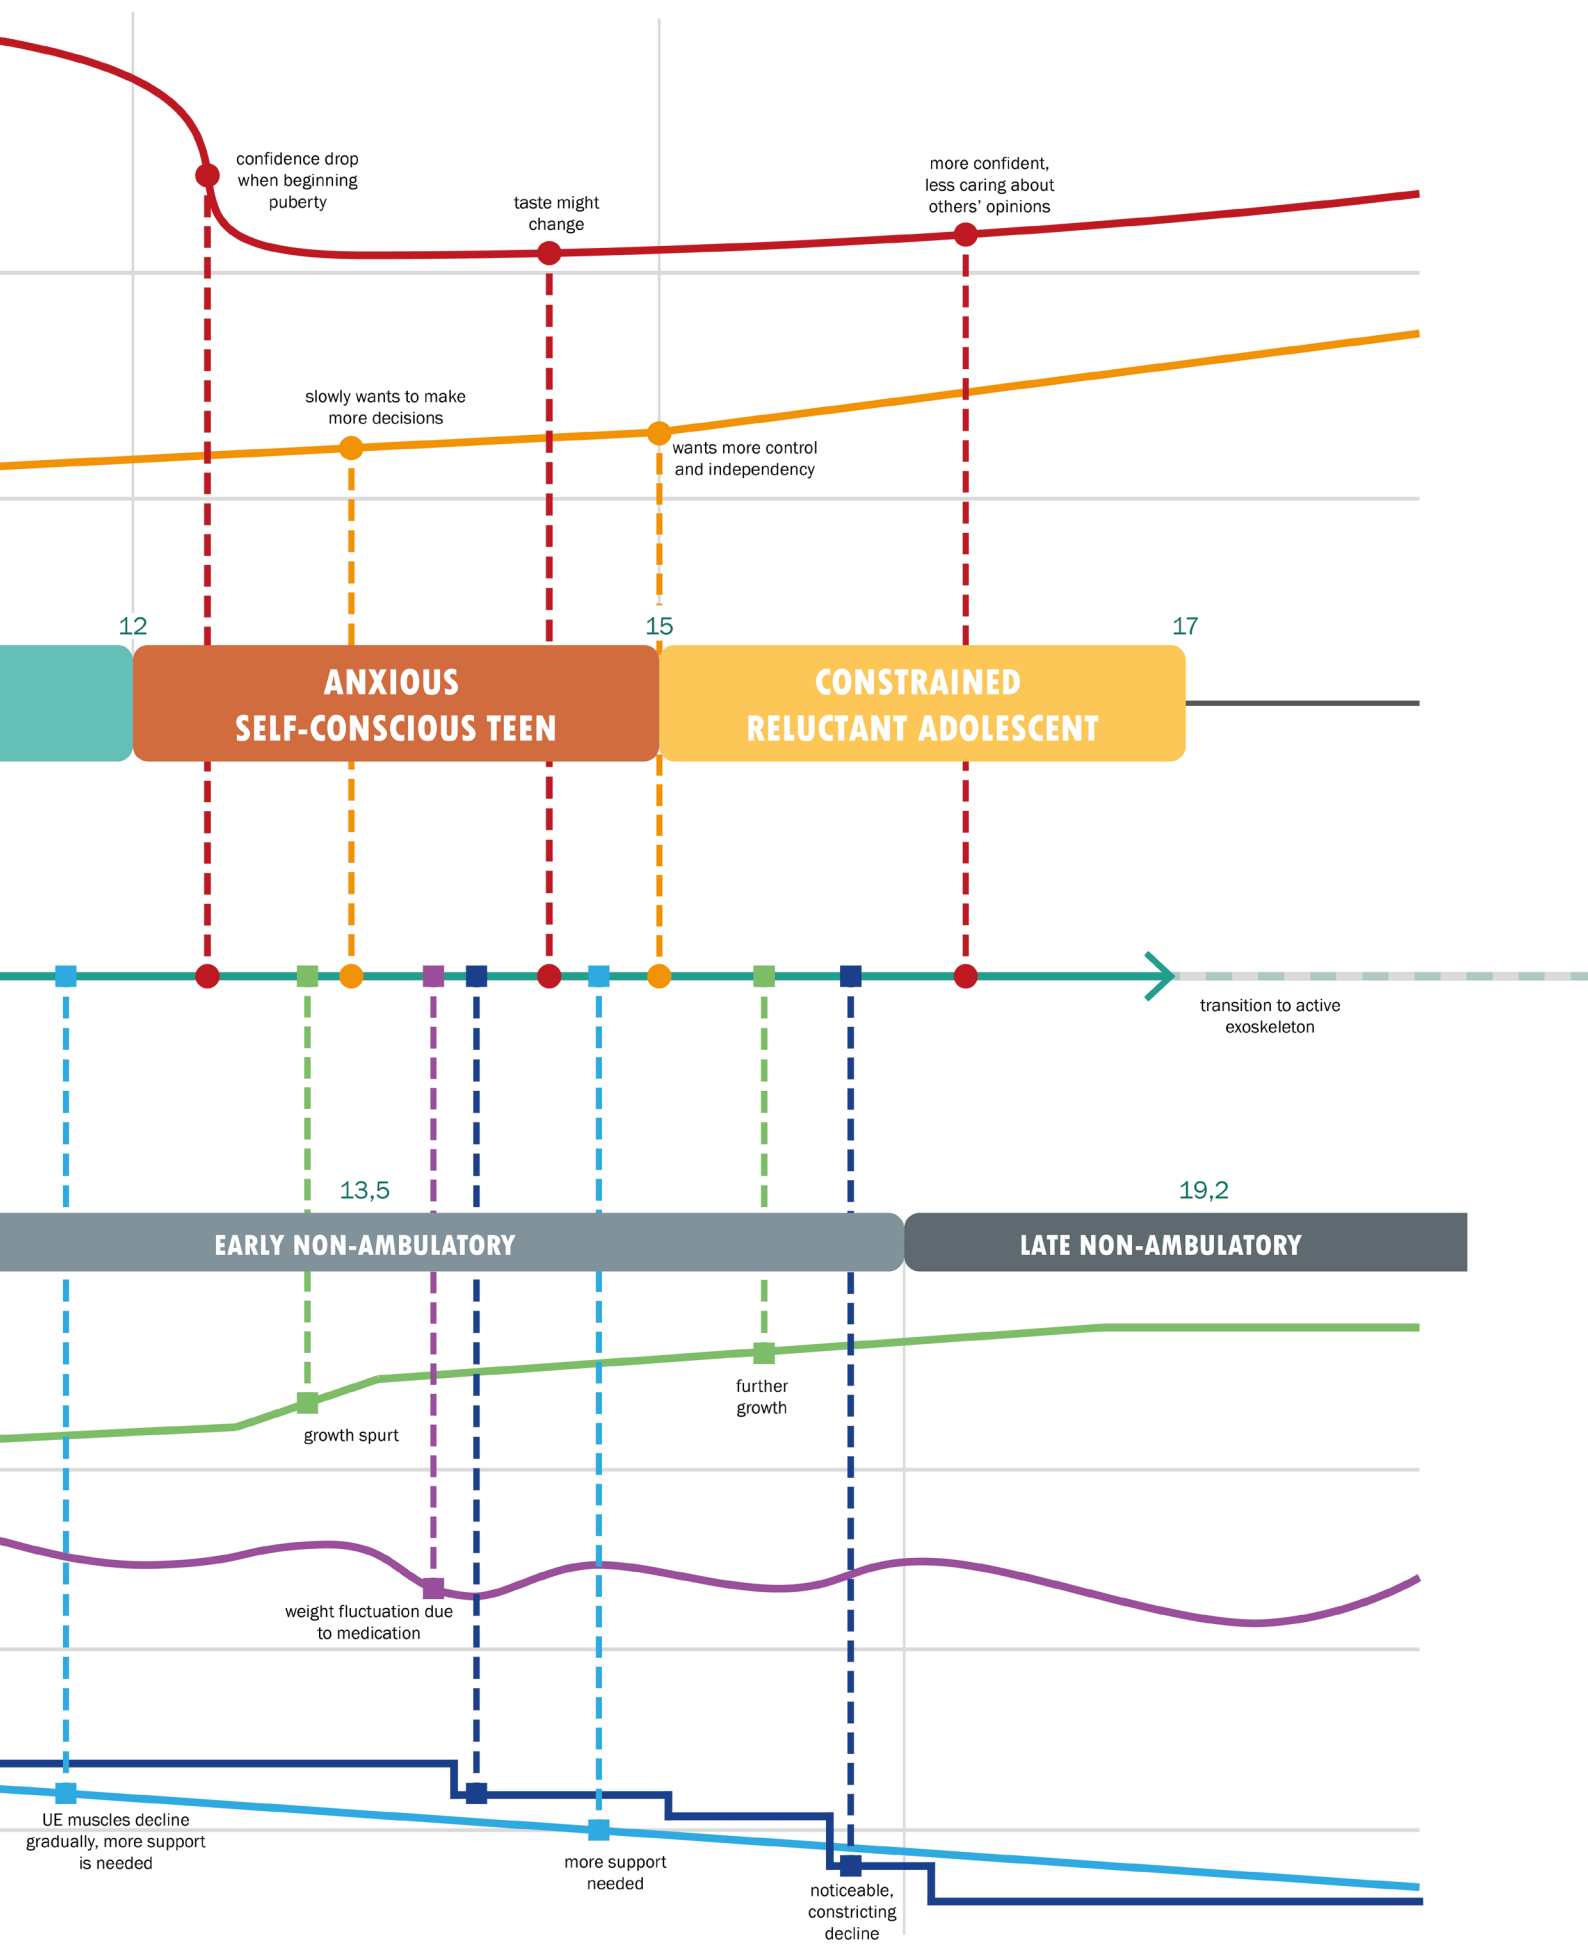 confidence drop
when beginning
puberty
taste might
change
more confident,
less caring about
others’ opinions
slowly wants to make
more decisions
wants more control
and independency
12
15
17
ANXIOUS
SELF-CONSCIOUS TEEN
CONSTRAINED
RELUCTANT ADOLESCENT
transition to active
exoskeleton
13,5
19,2
EARLY NON-AMBULATORY
LATE NON-AMBULATORY
further
growth
growth spurt
weight fluctuation due
to medication
UE muscles decline
gradually, more support
is needed
more support
needed
noticeable,
constricting
decline